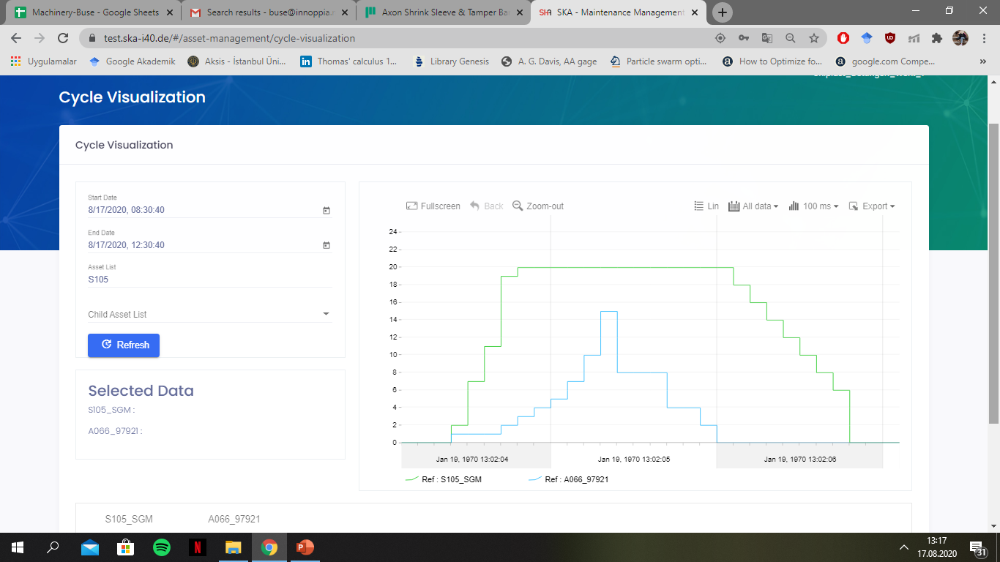 Machinery-Buse - Google Sheets
Search results - buse@innoppia.r
Axon Shrink Sleeve & Tamper Ba
SKA - Maintenance Management
test.ska-i40.de/#/asset-management/cycle-visualization
Uygulamalar
Google Akademik
Aksis - İstanbul Üni...
Thomas' calculus 1...
Library Genesis
A. G. Davis, AA gage
Particle swarm opti...
How to Optimize fo...
google.com Compe...
»
Cycle Visualization
Cycle Visualization
Start Date
8/17/2020, 08:30:40
End Date
8/17/2020, 12:30:40
Asset List
S105
Child Asset List
Refresh
Selected Data
S105_SGM :
A066_97921 :
Fullscreen
Back
Zoom-out
Lin
All data
100 ms
Export
24
22
20
18
16
14
12
10
8
6
4
2
0
Jan 19, 1970 13:02:04
Jan 19, 1970 13:02:05
Jan 19, 1970 13:02:06
Ref : S105_SGM
Ref : A066_97921
S105_SGM
A066_97921
13:17
17.08.2020
31